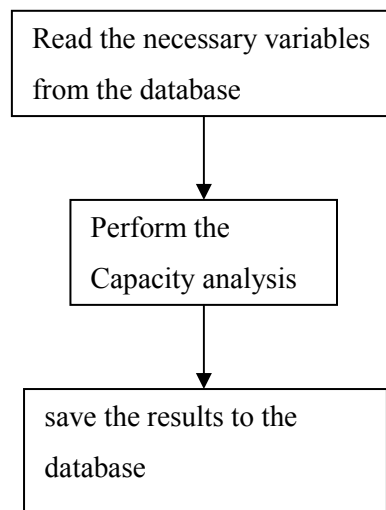 Read the necessary variables
from the database
Perform the
Capacity analysis
save the results to the
database